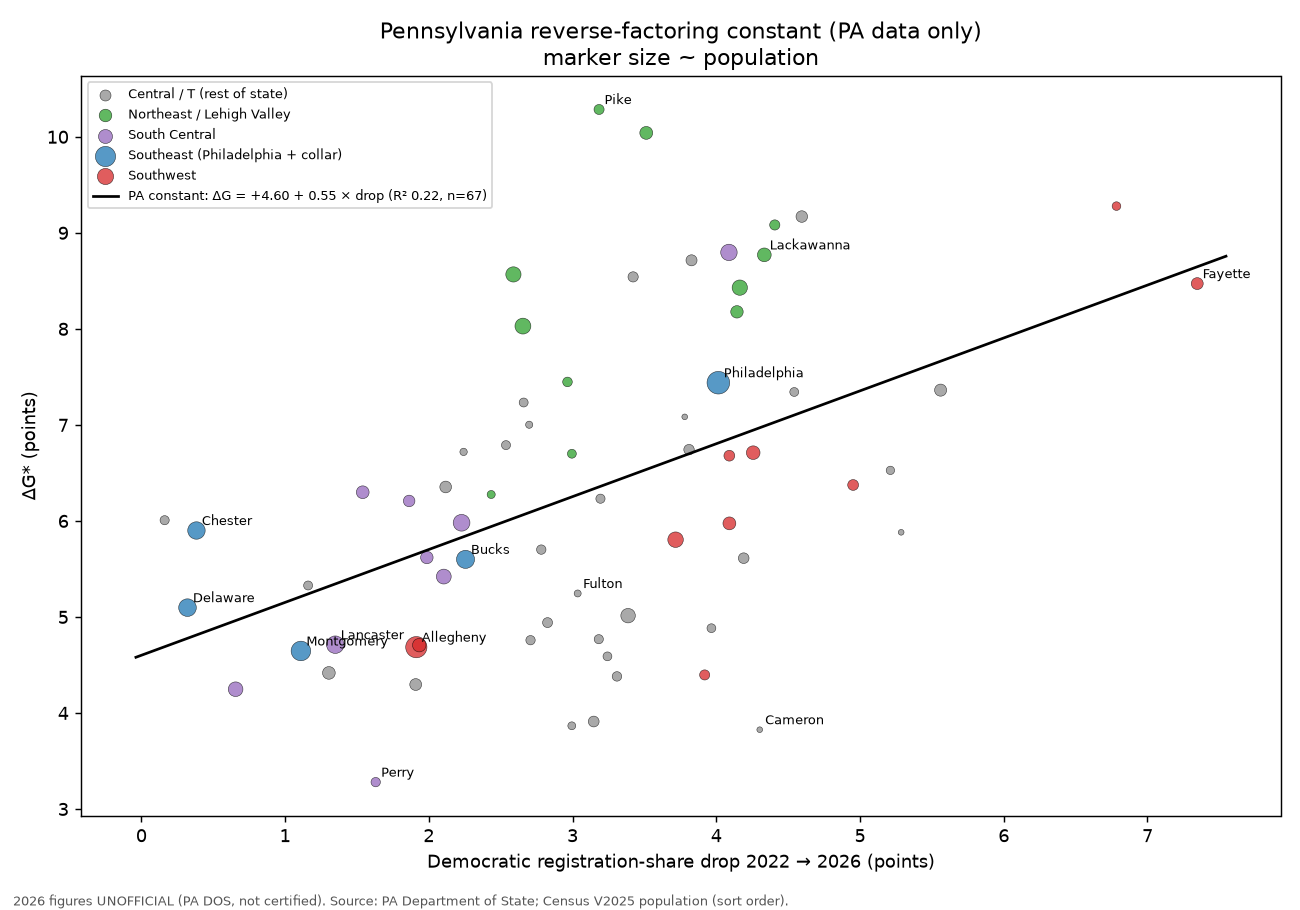 Pennsylvania reverse-factoring constant (PA data only)
marker size ~ population
Central / T (rest of state)
Northeast / Lehigh Valley
South Central
Southeast (Philadelphia + collar)
Southwest
PA constant: ΔG = +4.60 + 0.55 × drop (R² 0.22, n=67)
Pike
Lackawanna
Fayette
Philadelphia
Chester
Bucks
Fulton
Delaware
Lancaster
Allegheny
Montgomery
Cameron
Perry
ΔG* (points)
10
9
8
7
6
5
4
3
0 1 2 3 4 5 6 7
Democratic registration-share drop 2022 → 2026 (points)
2026 figures UNOFFICIAL (PA DOS, not certified). Source: PA Department of State; Census V2025 population (sort order).